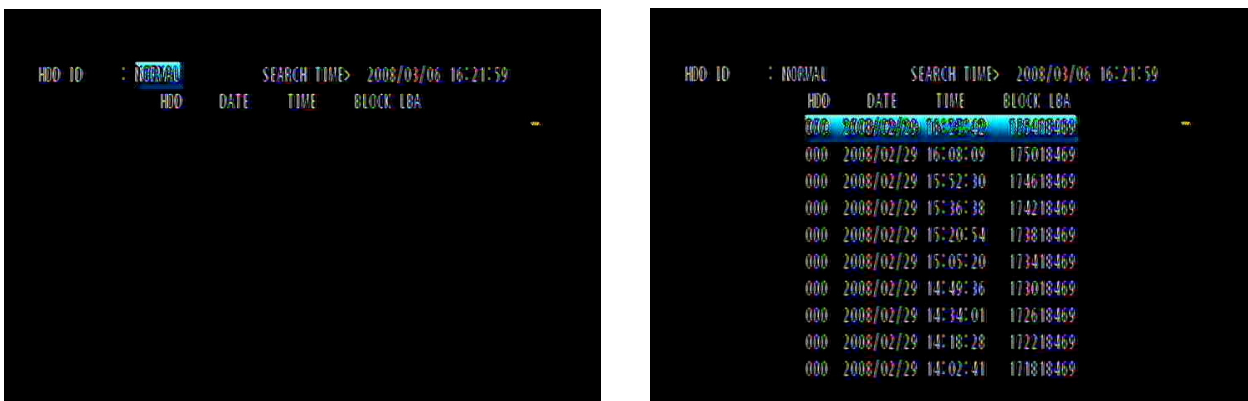 HDD ID : NORMAL SEARCH TIME> 2008/03/06 16:21:59
HDD DATE TIME BLOCK LBA
HDD ID : NORMAL SEARCH TIME> 2008/03/06 16:21:59
HDD DATE TIME BLOCK LBA
000 2008/02/29 175418469
000 2008/02/29 16:08:09 175018469
000 2008/02/29 15:52:30 174618469
000 2008/02/29 15:36:38 174218469
000 2008/02/29 15:20:54 173818469
000 2008/02/29 15:05:20 173418469
000 2008/02/29 14:49:36 173018469
000 2008/02/29 14:34:01 172618469
000 2008/02/29 14:18:28 172218469
000 2008/02/29 14:02:41 171818469